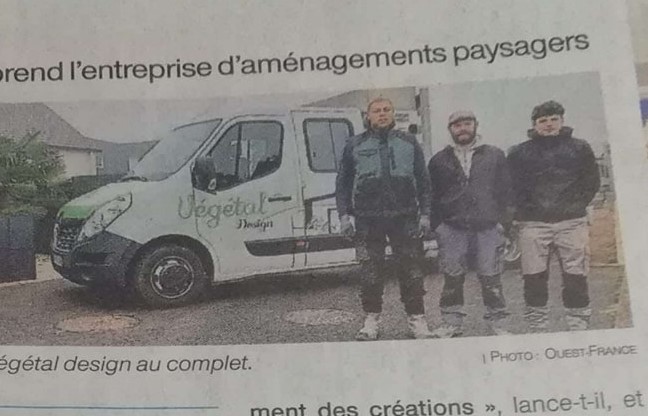 prend l'entreprise d'aménagements paysagers
Végétal
Design
égétal design au complet.
| PHOTO : OUEST-FRANCE
ment des créations », lance-t-il, et